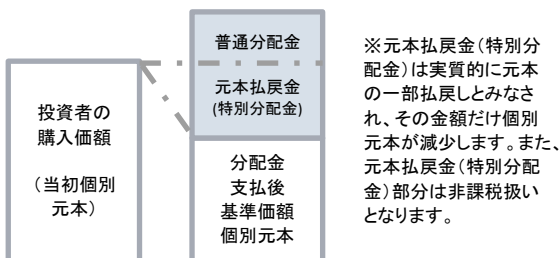 投資者の
購入価額
（当初個別
元本）
普通分配金
元本払戻金
(特別分配金)
分配金
支払後
基準価額
個別元本
※元本払戻金（特別分
配金）は実質的に元本
の一部払戻しとみなさ
れ、その金額だけ個別
元本が減少します。また、
元本払戻金（特別分配
金）部分は非課税扱い
となります。